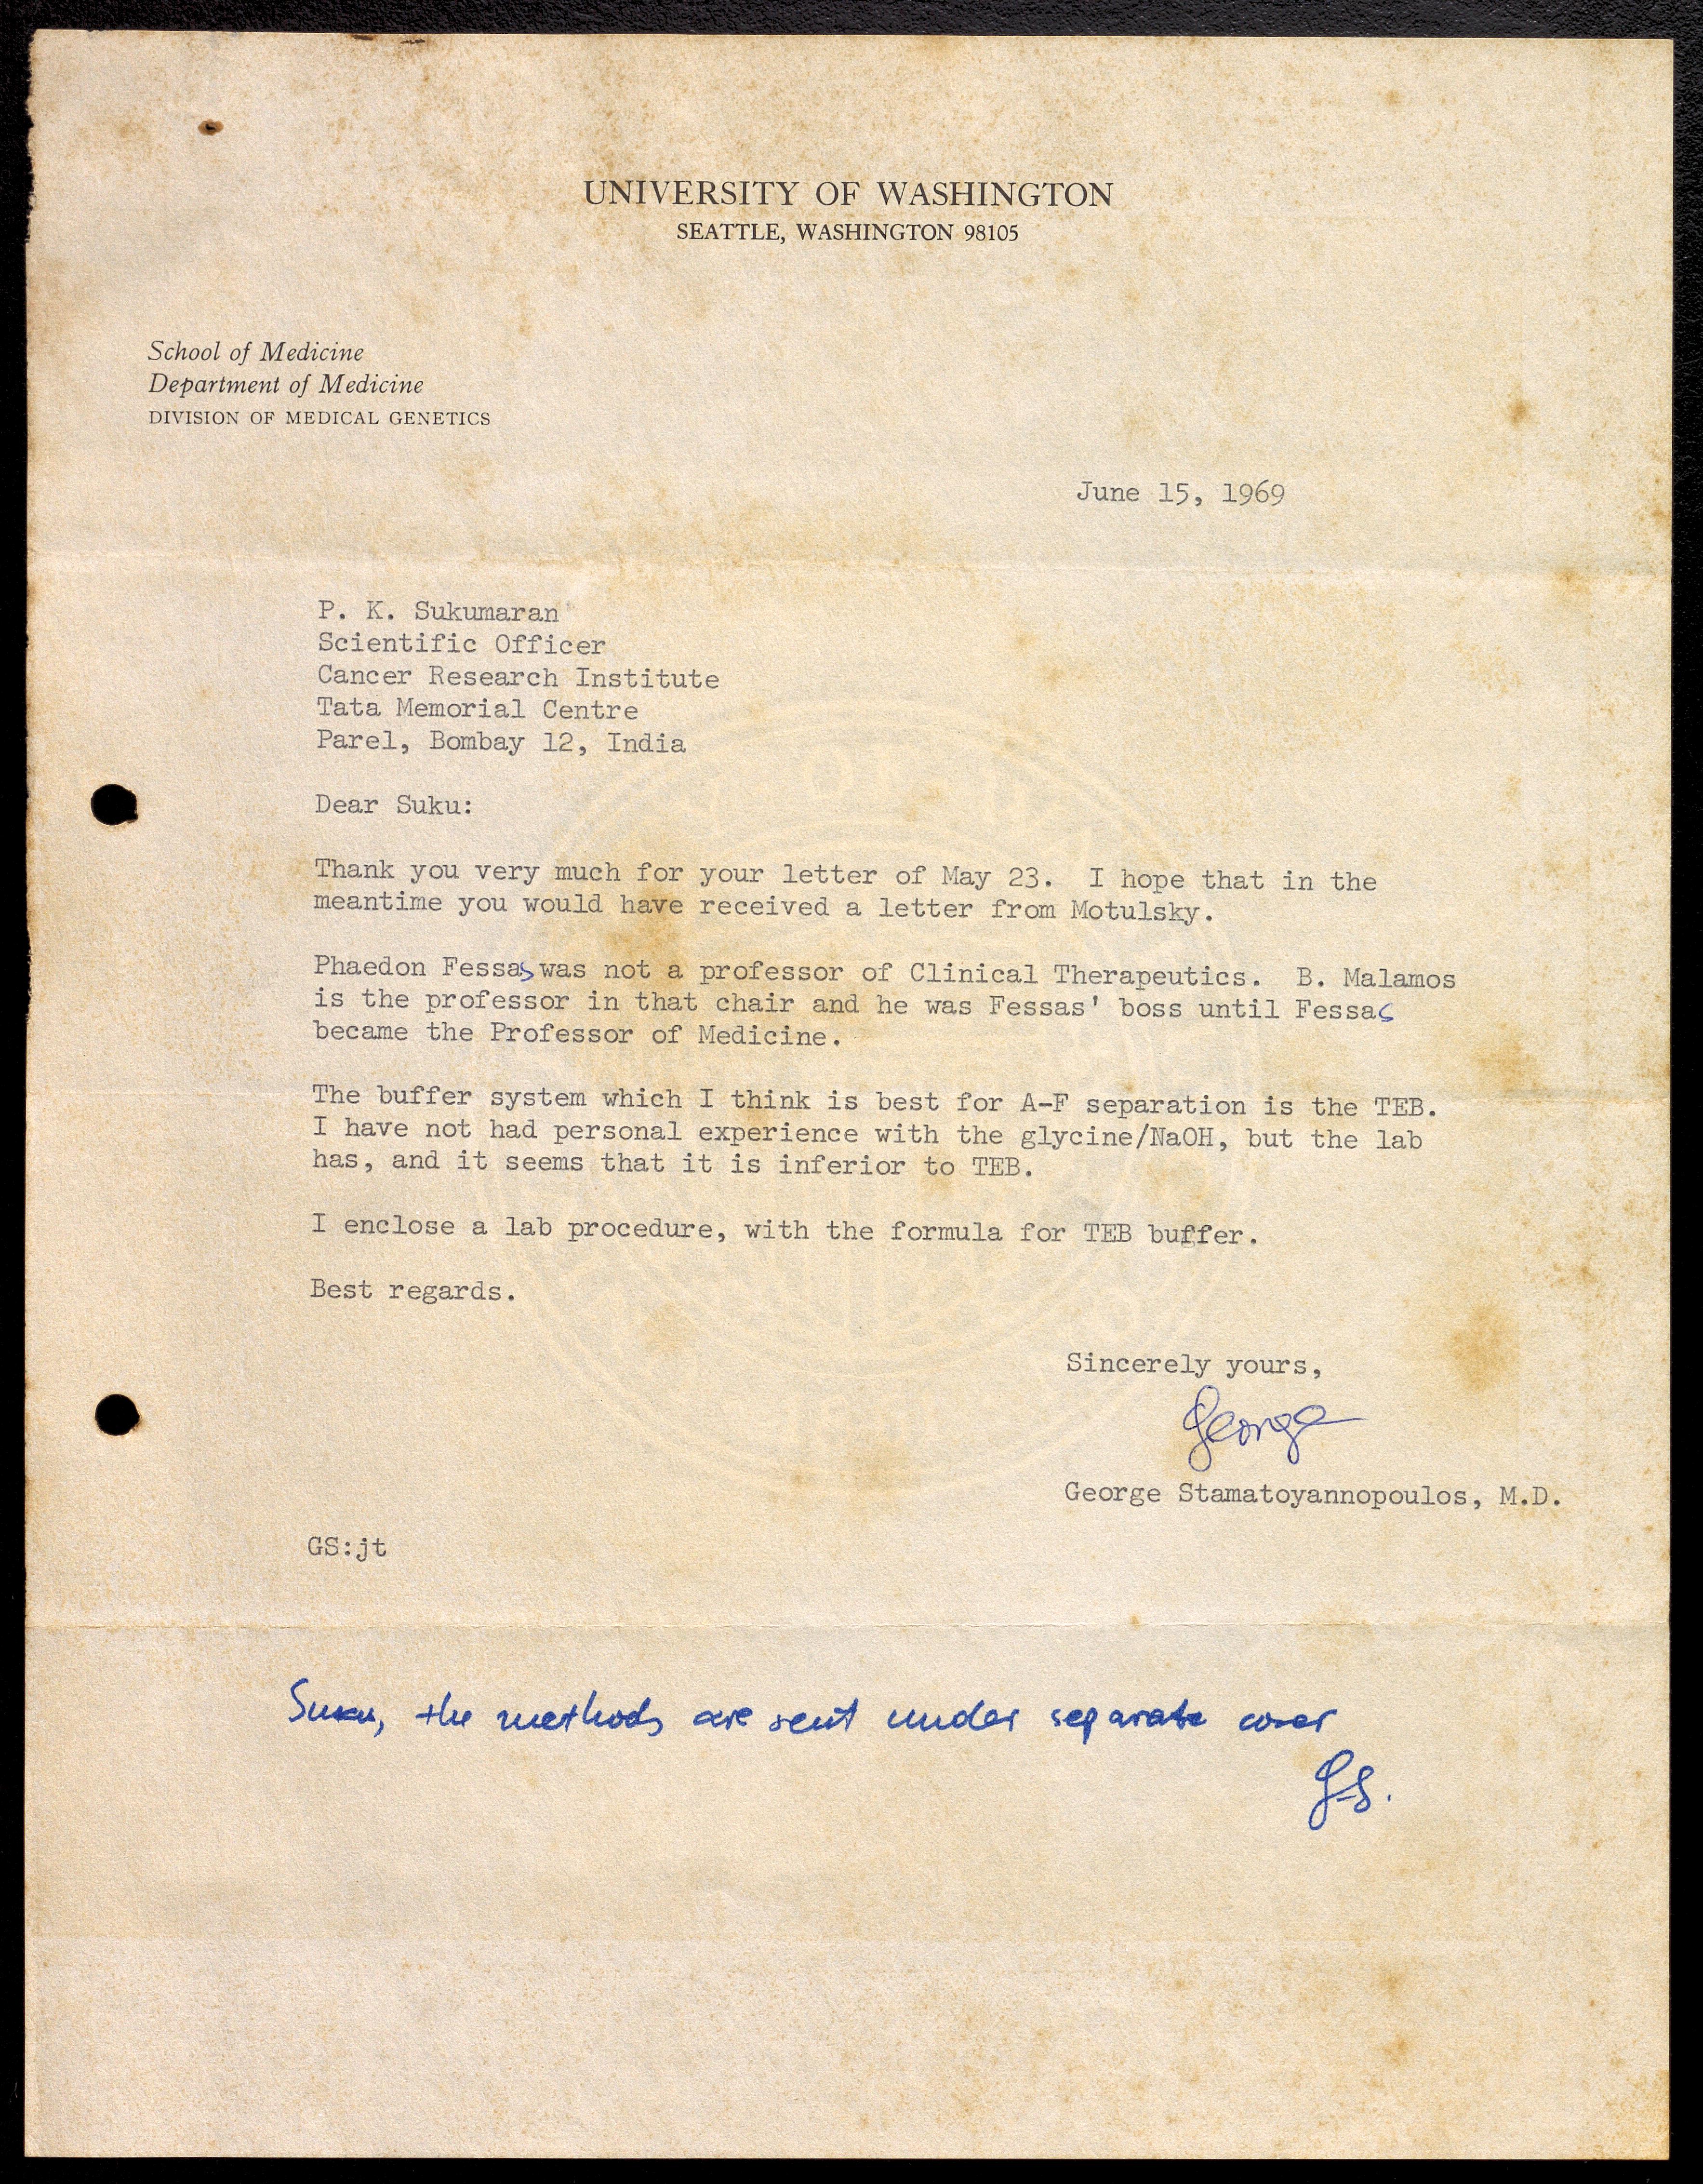 UNIVERSITY OF WASHINGTON
SEATTLE, WASHINGTON 98105
School of Medicine
Department of Medicine
DIVISION OF MEDICAL GENETICS
June 15, 1969
P. K. Sukumaran
Scientific Officer
Cancer Research Institute
Tata Memorial Centre
Parel, Bombay 12, India
Dear Suku:
Thank you very much for your letter of May 23. I hope that in the
meantime you would have received a letter from Motulsky.
Phaedon Fessas was not a professor of Clinical Therapeutics. B. Malamos
is the professor in that chair and he was Fessas' boss until Fessas
became the Professor of Medicine.
The buffer system which I think is best for A-F separation is the TEB.
I have not had personal experience with the glycine/NaOH, but the lab
has, and it seems that it is inferior to TEB.
I enclose a lab procedure, with the formula for TEB buffer.
Best regards.
Sincerely yours,
George
George Stamatoyannopoulos, M.D.
GS:jt
Suku, the methods are sent under separate cover
G.S.